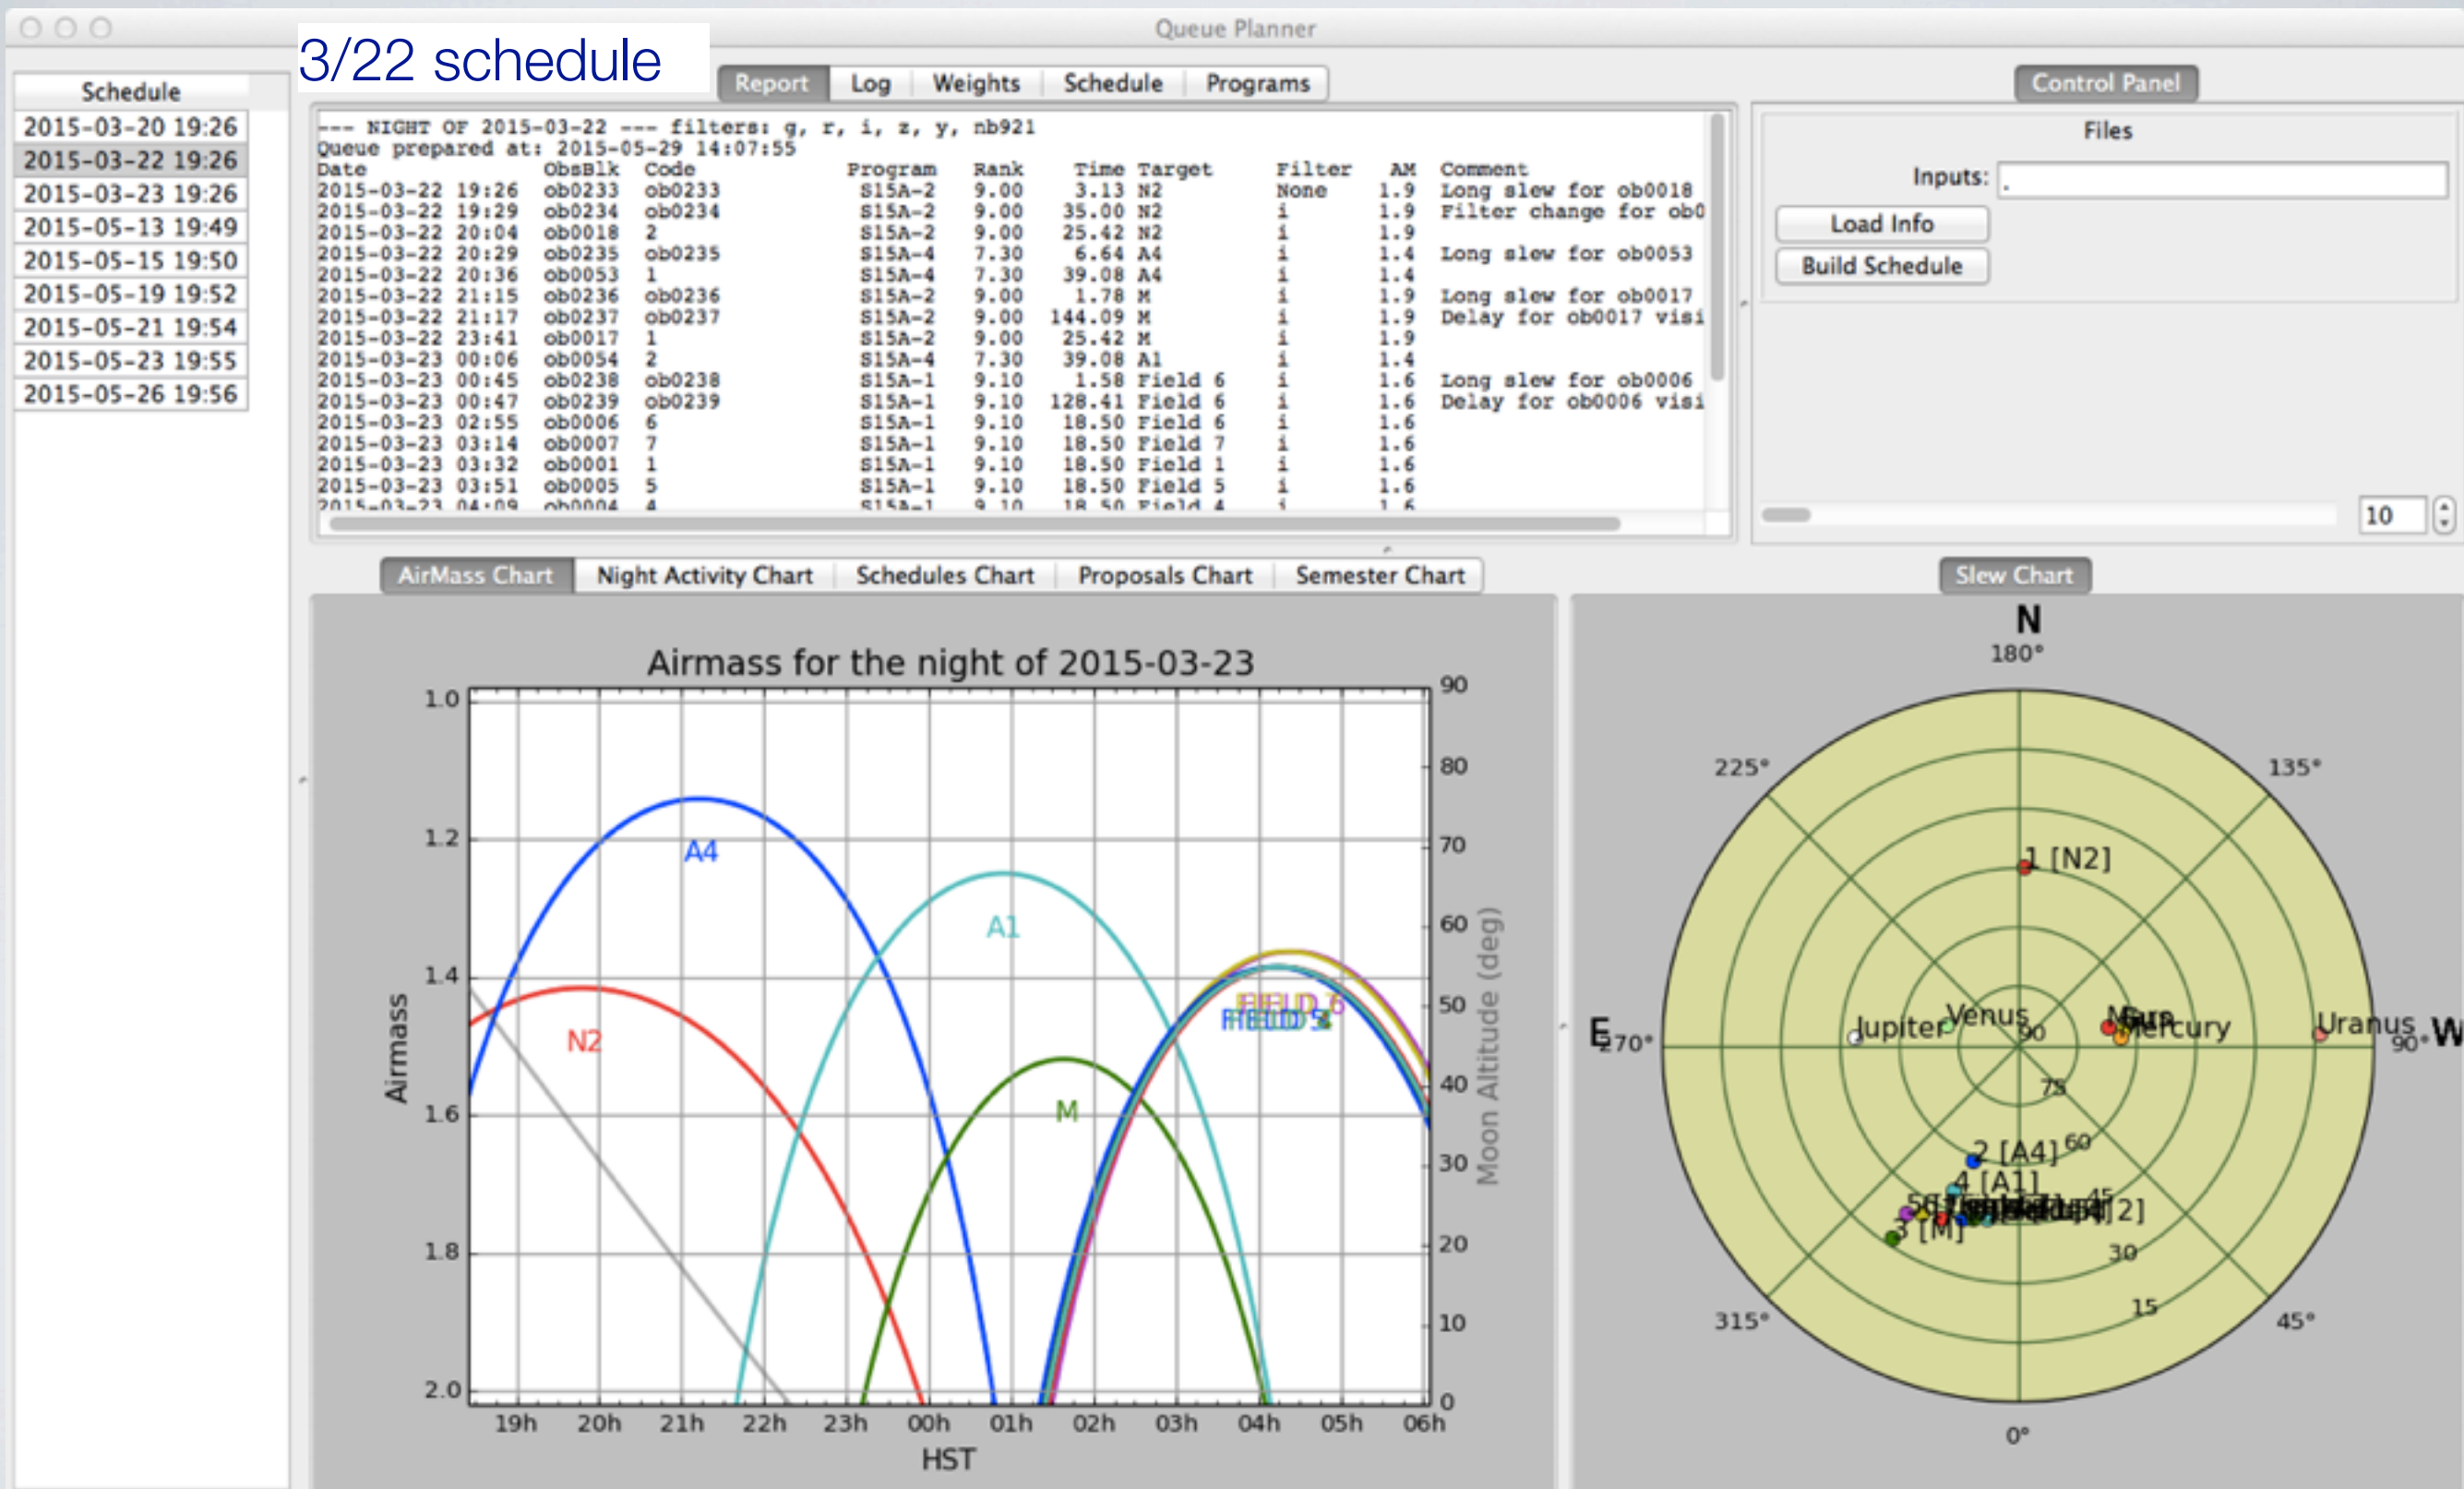 Queue Planner
3/22 schedule
Schedule
2015-03-20 19:26
2015-03-22 19:26
2015-03-23 19:26
2015-05-13 19:49
2015-05-15 19:50
2015-05-19 19:52
2015-05-21 19:54
2015-05-23 19:55
2015-05-26 19:56
Report Log Weights Schedule Programs
--- NIGHT OF 2015-03-22 --- filters: g, r, i, z, y, nb921
Queue prepared at: 2015-05-29 14:07:55
Date ObsBlk Code Program Rank Time Target Filter AM Comment
2015-03-22 19:26 ob0233 ob0233 S15A-2 9.00 3.13 N2 None 1.9 Long slew for ob0018
2015-03-22 19:29 ob0234 ob0234 S15A-2 9.00 35.00 N2 i 1.9 Filter change for ob0
2015-03-22 20:04 ob0018 2 S15A-2 9.00 25.42 N2 i 1.9
2015-03-22 20:29 ob0235 ob0235 S15A-4 7.30 6.64 A4 i 1.4 Long slew for ob0053
2015-03-22 20:36 ob0053 1 S15A-4 7.30 39.08 A4 i 1.4
2015-03-22 21:15 ob0236 ob0236 S15A-2 9.00 1.78 M i 1.9 Long slew for ob0017
2015-03-22 21:17 ob0237 ob0237 S15A-2 9.00 144.09 M i 1.9 Delay for ob0017 visi
2015-03-22 23:41 ob0017 1 S15A-2 9.00 25.42 M i 1.9
2015-03-23 00:06 ob0054 2 S15A-4 7.30 39.08 A1 i 1.4
2015-03-23 00:45 ob0238 ob0238 S15A-1 9.10 1.58 Field 6 i 1.6 Long slew for ob0006
2015-03-23 00:47 ob0239 ob0239 S15A-1 9.10 128.41 Field 6 i 1.6 Delay for ob0006 visi
2015-03-23 02:55 ob0006 6 S15A-1 9.10 18.50 Field 6 i 1.6
2015-03-23 03:14 ob0007 7 S15A-1 9.10 18.50 Field 7 i 1.6
2015-03-23 03:32 ob0001 1 S15A-1 9.10 18.50 Field 1 i 1.6
2015-03-23 03:51 ob0005 5 S15A-1 9.10 18.50 Field 5 i 1.6
2015-03-23 04:09 ob0004 4 S15A-1 9.10 18.50 Field 4 i 1.6
Control Panel
Files
Inputs: .
Load Info
Build Schedule
10
AirMass Chart Night Activity Chart Schedules Chart Proposals Chart Semester Chart
Airmass for the night of 2015-03-23
1.0
1.2
1.4
1.6
1.8
2.0
Airmass
A4
A1
N2
M
90
80
70
60
50
40
30
20
10
0
Moon Altitude (deg)
19h 20h 21h 22h 23h 00h 01h 02h 03h 04h 05h 06h
HST
Slew Chart
N
180°
225° 135°
1 [N2]
E 270°
Jupiter Venus 90 Mercury Uranus
90° W
75
60
2 [A4]
4 [A1]
45
3 [M]
30
15
315° 45°
0°